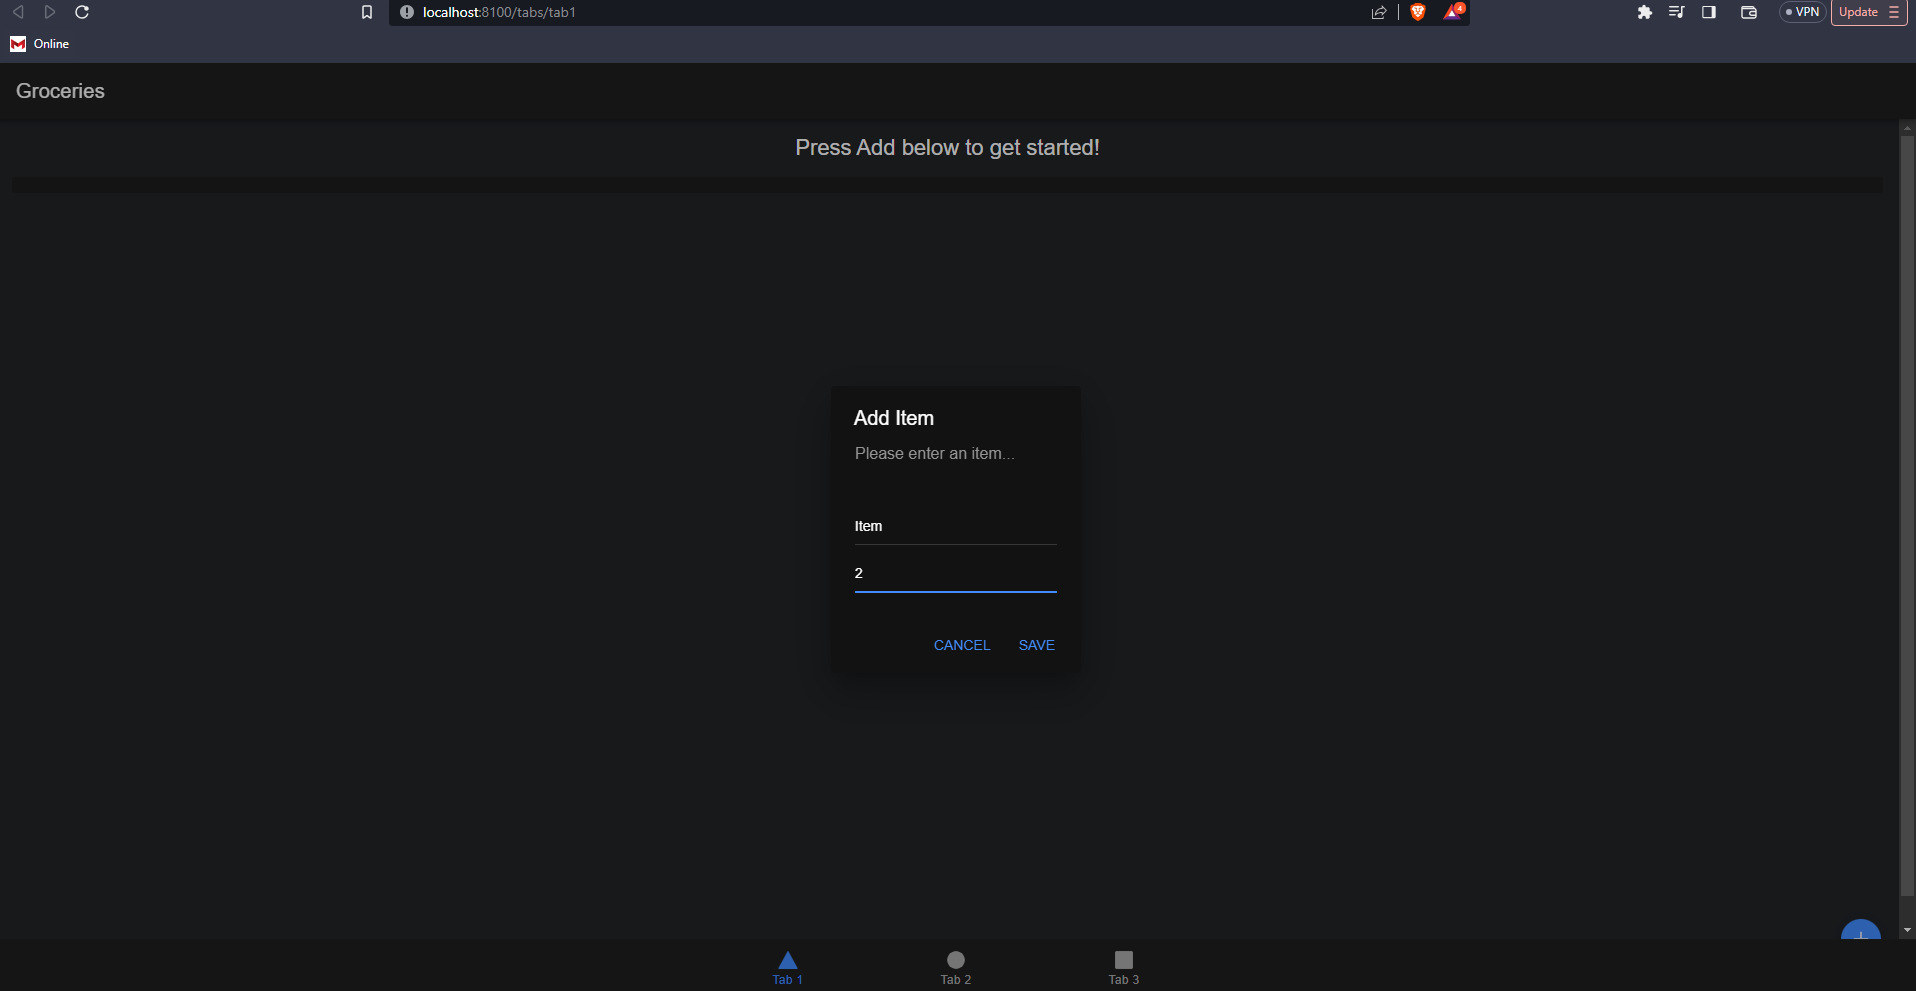 localhost:8100/tabs/tab1
4
VPN
Update
Online
Groceries
Press Add below to get started!
Add Item
Please enter an item...
Item
2
CANCEL SAVE
Tab 1 Tab 2 Tab 3